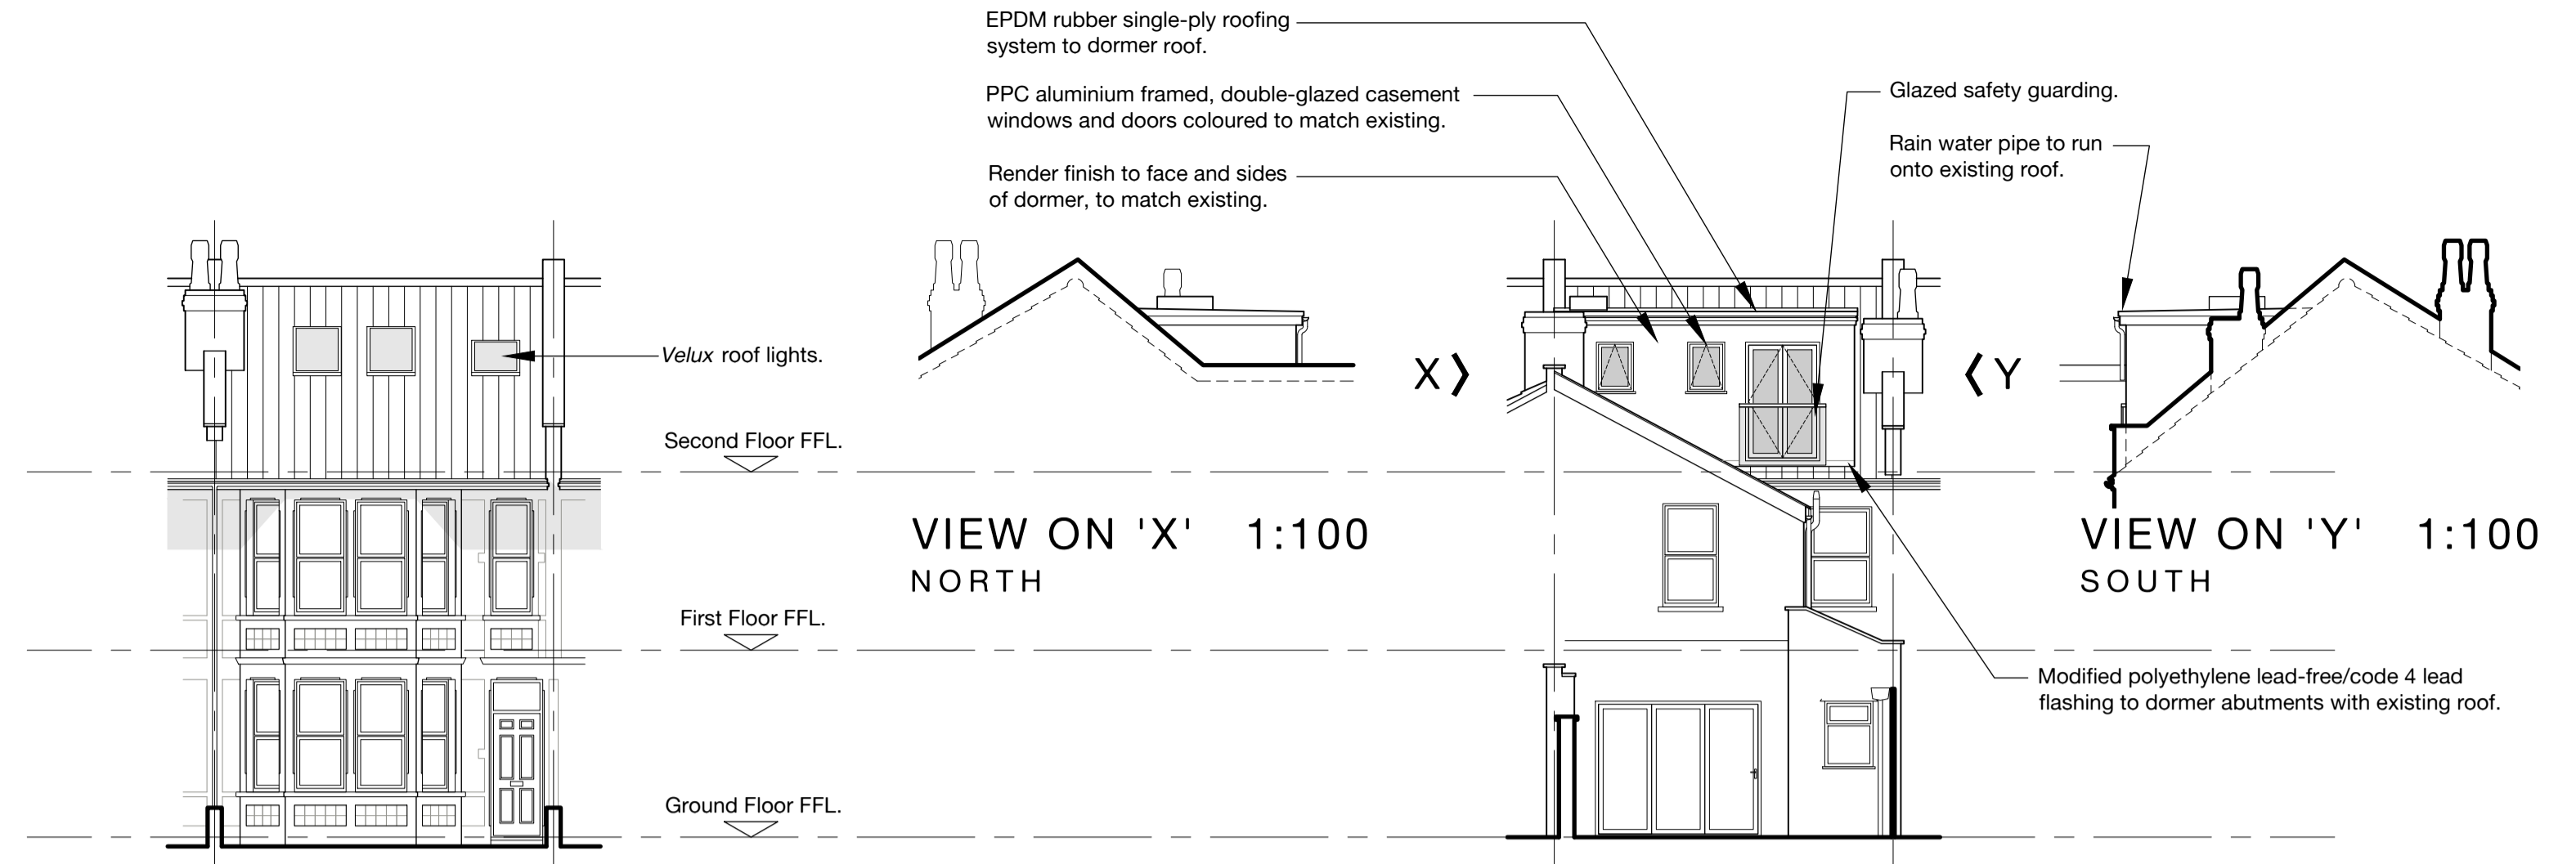 EPDM rubber single-ply roofing
system to dormer roof.
PPC aluminium framed, double-glazed casement
windows and doors coloured to match existing.
Render finish to face and sides
of dormer, to match existing.
Glazed safety guarding.
Rain water pipe to run
onto existing roof.
Velux roof lights.
X
Y
Second Floor FFL.
VIEW ON 'X' 1:100
NORTH
VIEW ON 'Y' 1:100
SOUTH
First Floor FFL.
Modified polyethylene lead-free/code 4 lead
flashing to dormer abutments with existing roof.
Ground Floor FFL.